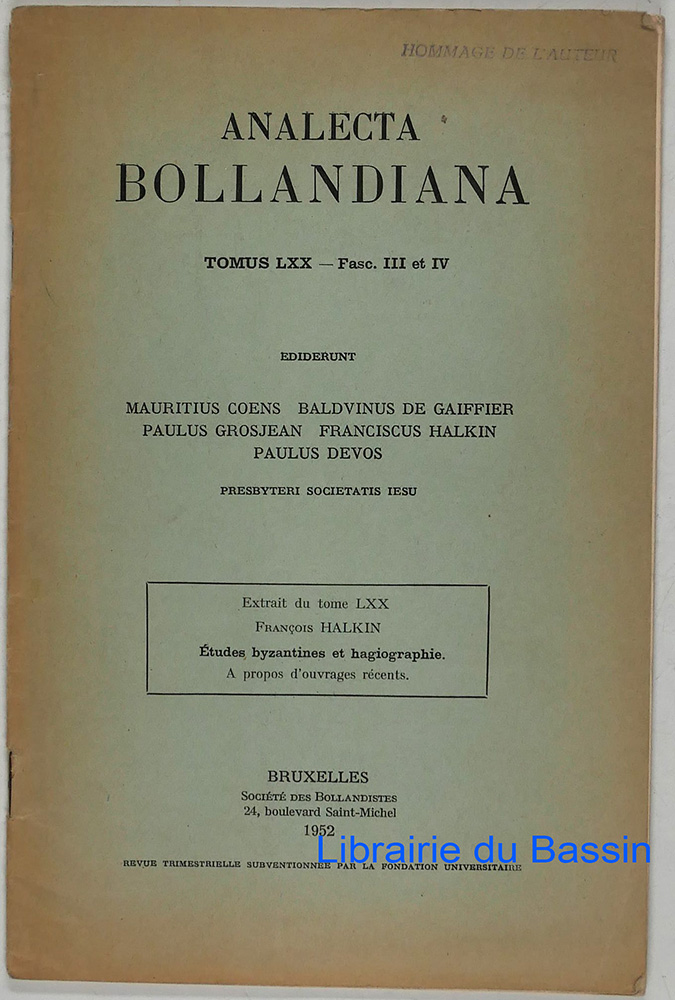 HOMMAGE DE L'AUTEUR
ANALECTA
BOLLANDIANA
TOMUS LXX — Fasc. III et IV
EDIDERUNT
MAURITIUS COENS BALDVINUS DE GAIFFIER
PAULUS GROSJEAN FRANCISCUS HALKIN
PAULUS DEVOS
PRESBYTERI SOCIETATIS IESU
Extrait du tome LXX
FRANÇOIS HALKIN
Études byzantines et hagiographie.
A propos d'ouvrages récents.
BRUXELLES
SOCIÉTÉ DES BOLLANDISTES
24, boulevard Saint-Michel
1952
Librairie du Bassin
REVUE TRIMESTRIELLE SUBVENTIONNÉE PAR LA FONDATION UNIVERSITAIRE